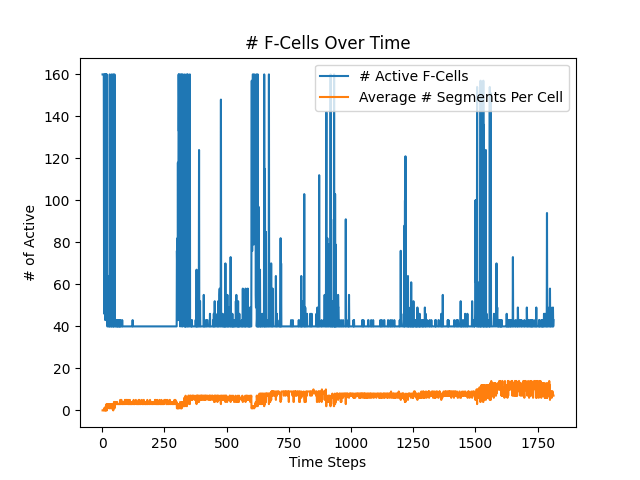 # F-Cells Over Time
# Active F-Cells
Average # Segments Per Cell
# of Active
160
140
120
100
80
60
40
20
0
0 250 500 750 1000 1250 1500 1750
Time Steps